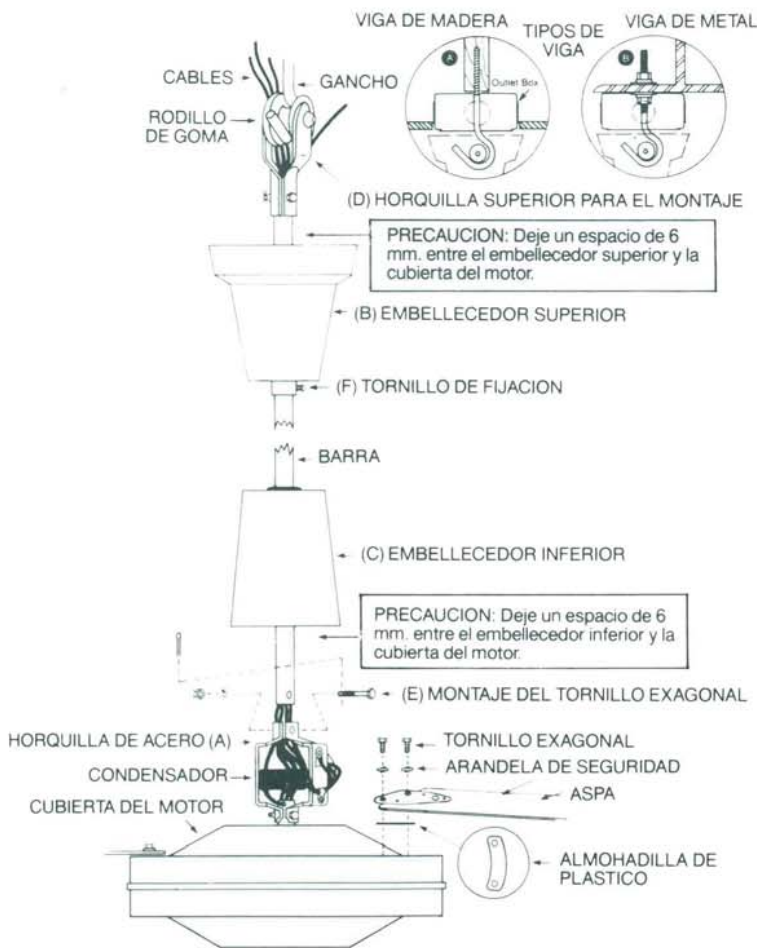 VIGA DE MADERA
TIPOS DE
VIGA
VIGA DE METAL
A
Outlet Box
B
CABLES
GANCHO
RODILLO
DE GOMA
(D) HORQUILLA SUPERIOR PARA EL MONTAJE
PRECAUCION: Deje un espacio de 6
mm. entre el embellecedor superior y la
cubierta del motor.
(B) EMBELLECEDOR SUPERIOR
(F) TORNILLO DE FIJACION
BARRA
(C) EMBELLECEDOR INFERIOR
PRECAUCION: Deje un espacio de 6
mm. entre el embellecedor inferior y la
cubierta del motor.
(E) MONTAJE DEL TORNILLO EXAGONAL
HORQUILLA DE ACERO (A)
TORNILLO EXAGONAL
CONDENSADOR
ARANDELA DE SEGURIDAD
ASPA
CUBIERTA DEL MOTOR
ALMOHADILLA DE
PLASTICO